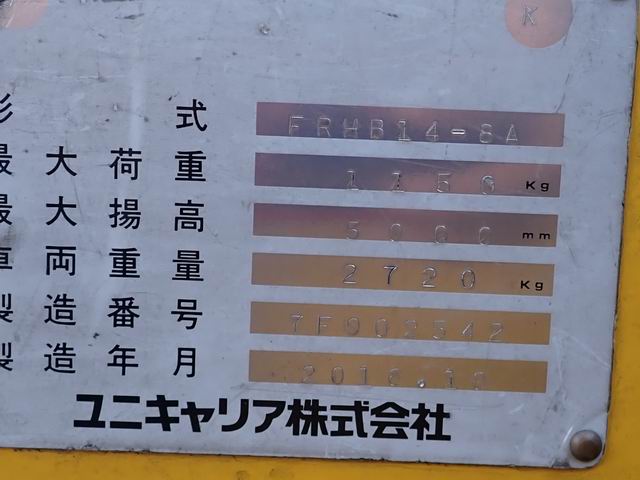 K
形 式 FRHB14-8A
最 大 荷 重 1150 Kg
最 大 揚 高 5000 mm
車 両 重 量 2720 Kg
製 造 番 号 7F002542
製 造 年 月
ユニキャリア株式会社